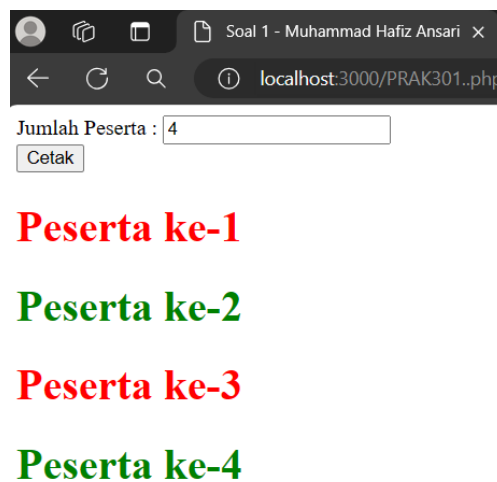 Soal 1 - Muhammad Hafiz Ansari
localhost:3000/PRAK301..php
Jumlah Peserta : 4
Cetak
Peserta ke-1
Peserta ke-2
Peserta ke-3
Peserta ke-4